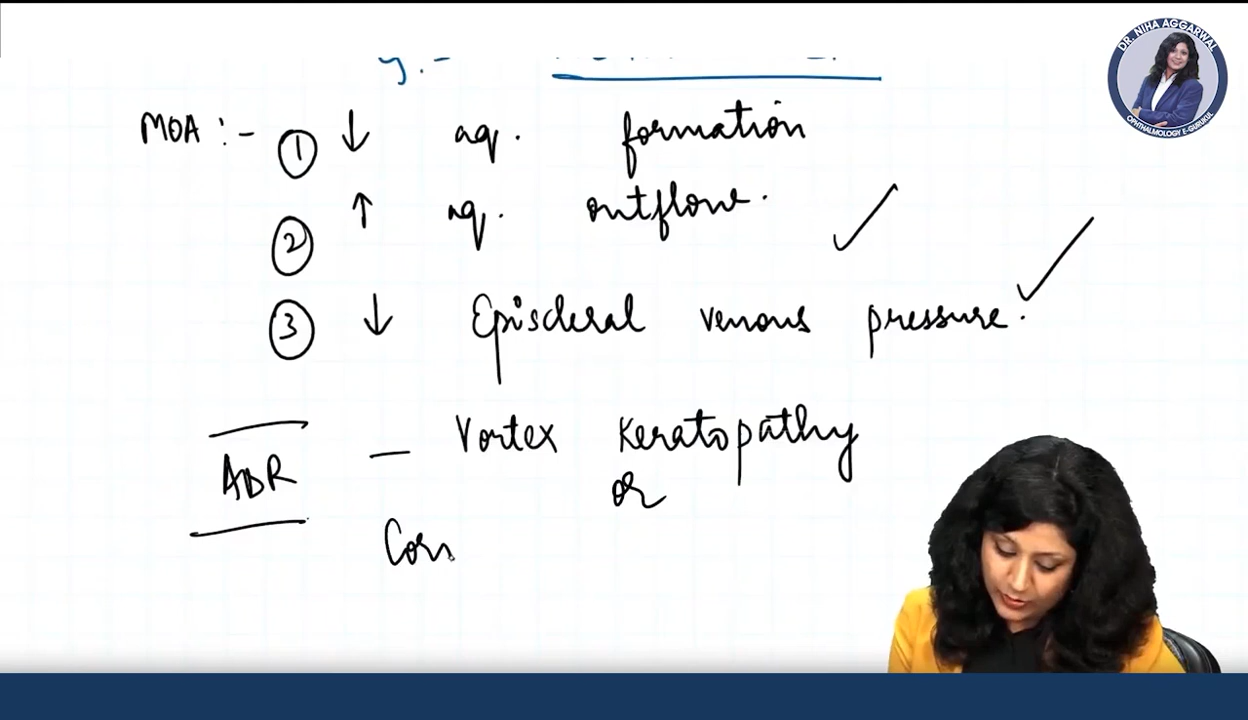 DR. NIHA AGGARWAL
OPHTHALMOLOGY E-GURUKUL
MOA :- ① ↓ aq. formation
② ↑ aq. outflow.
③ ↓ Episcleral venous pressure.
ADR — Vortex Keratopathy
or
Corn